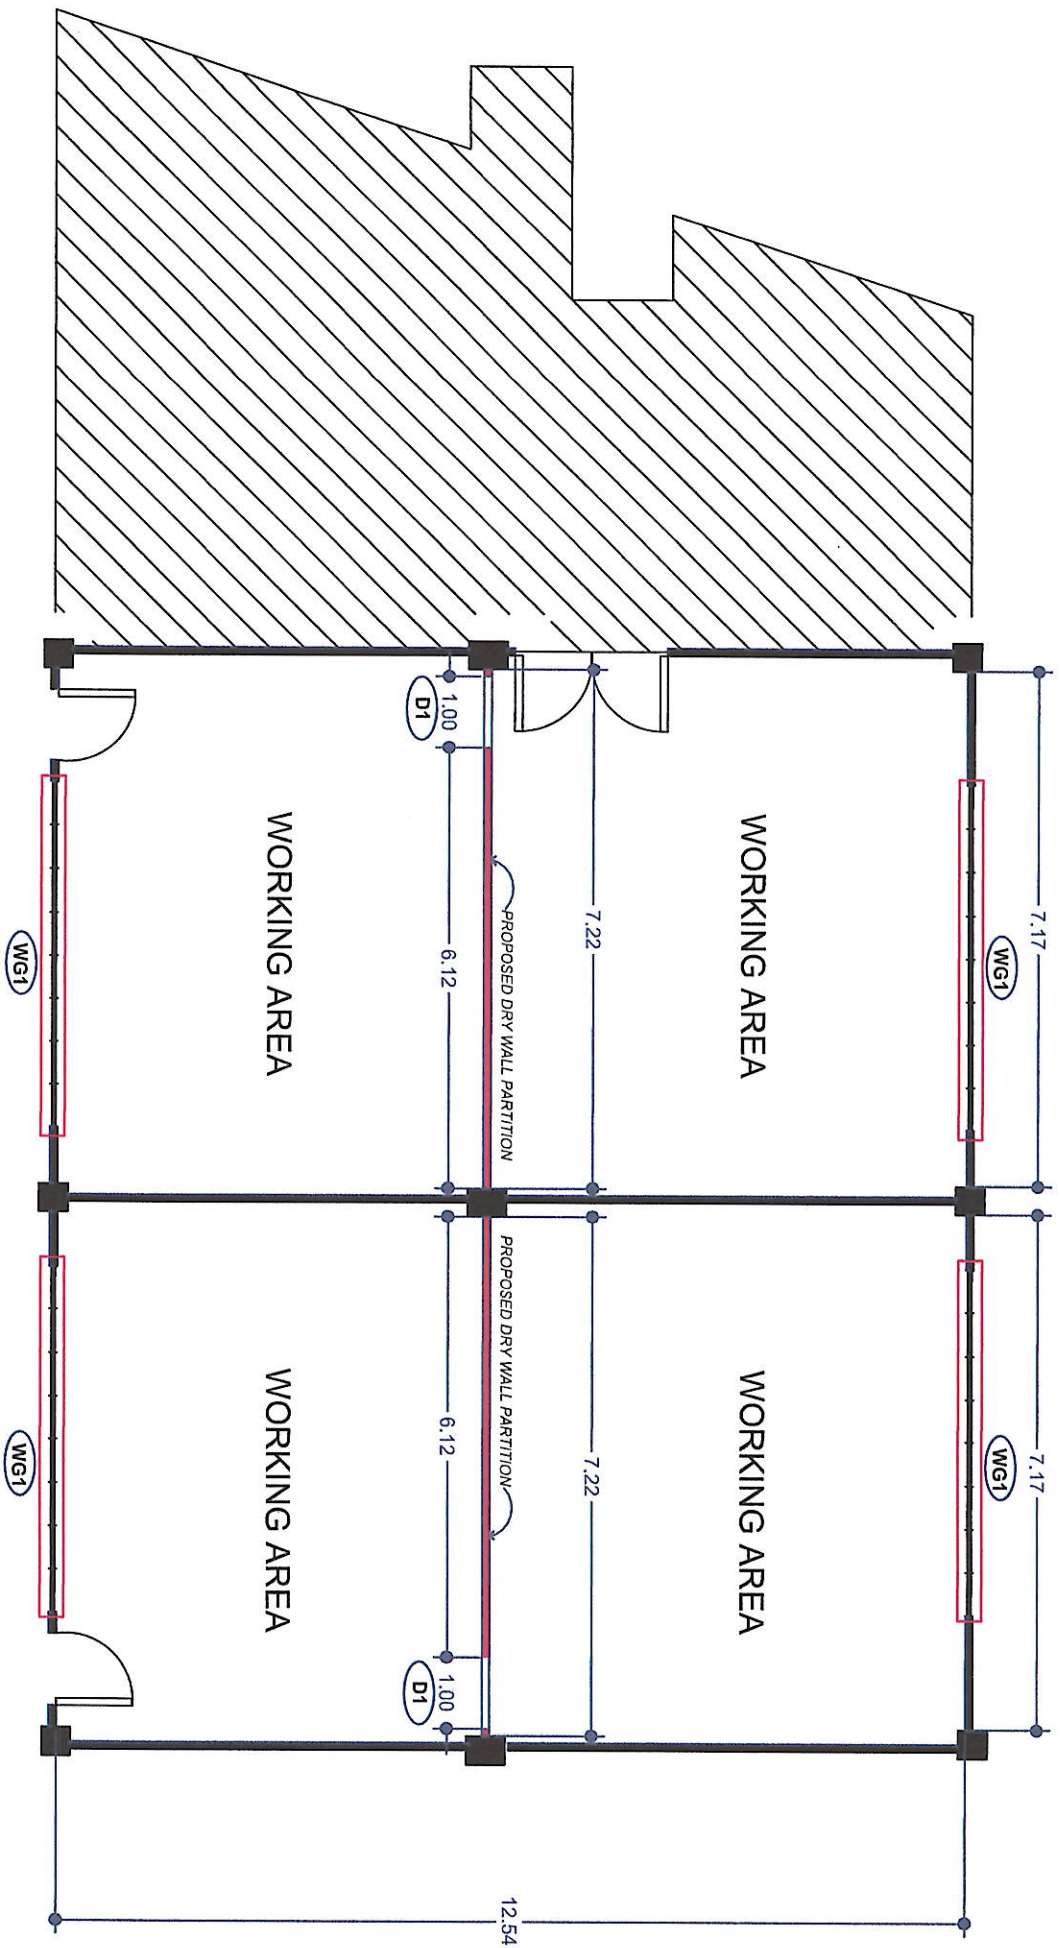 7.17
7.17
WG1
WG1
WORKING AREA
WORKING AREA
7.22
7.22
PROPOSED DRY WALL PARTITION
PROPOSED DRY WALL PARTITION
1.00
6.12
6.12
1.00
D1
D1
WORKING AREA
WORKING AREA
WG1
WG1
12.54